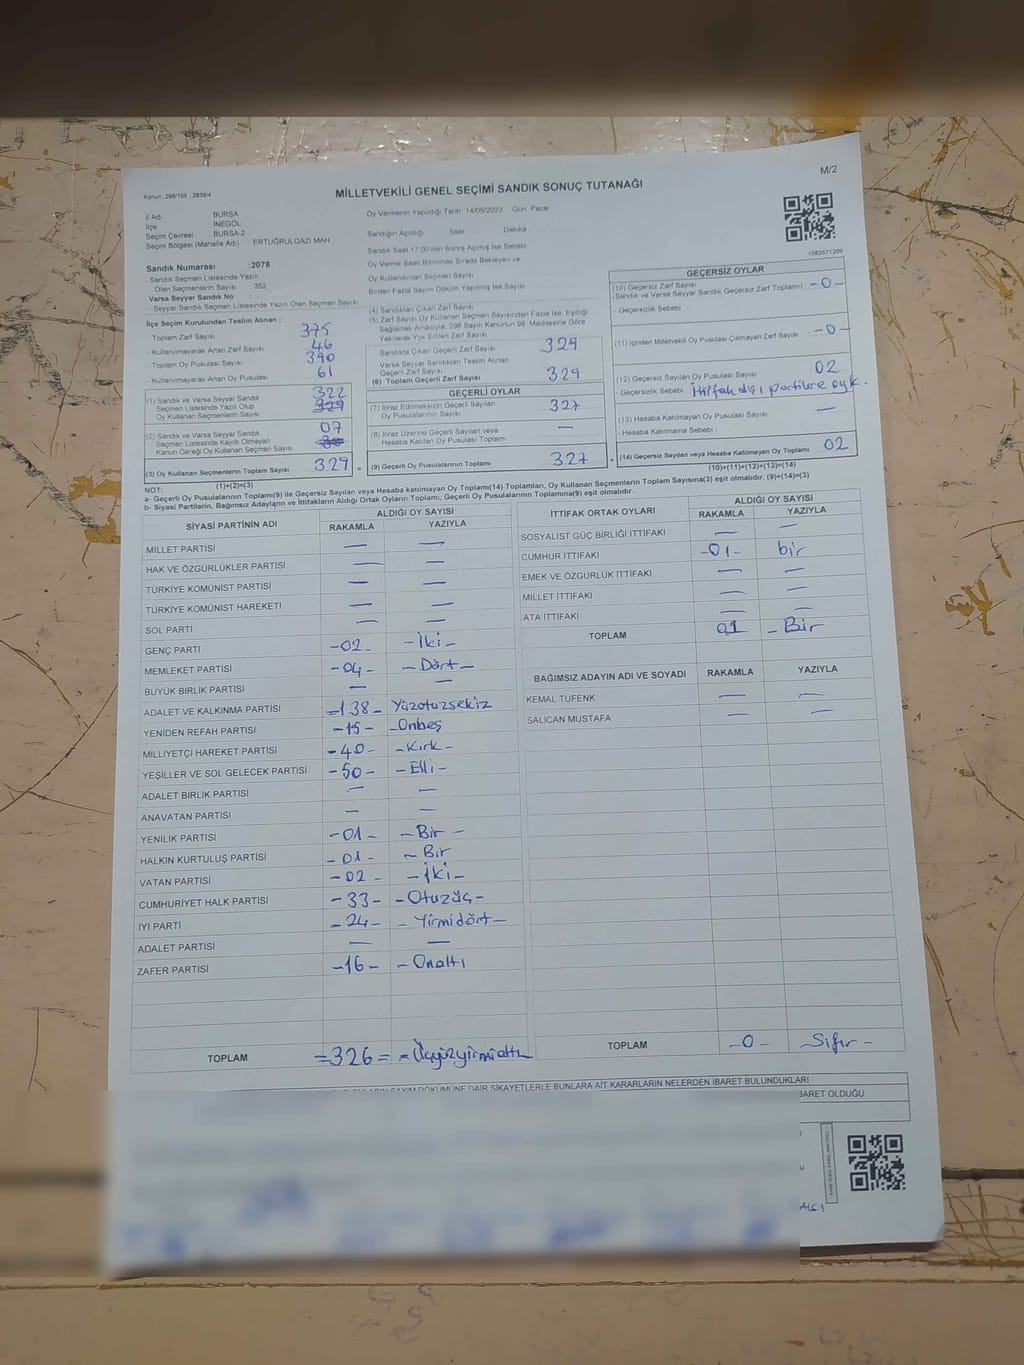 M/2
Kanun: 298/105 ; 2839/4
MİLLETVEKİLİ GENEL SEÇİMİ SANDIK SONUÇ TUTANAĞI
İl Adı BURSA
İlçe İNEGÖL
Seçim Çevresi BURSA-2
Seçim Bölgesi (Mahalle Adı) ERTUĞRULGAZİ MAH
Sandık Numarası :2078
- Sandık Seçmen Listesinde Yazılı
Olan Seçmenlerin Sayısı 352
Varsa Seyyar Sandık No
- Seyyar Sandık Seçmen Listesinde Yazılı Olan Seçmen Sayısı
İlçe Seçim Kurulundan Teslim Alınan :
- Toplam Zarf Sayısı 375
- Kullanılmayarak Artan Zarf Sayısı 46
- Toplam Oy Pusulası Sayısı 390
- Kullanılmayarak Artan Oy Pusulası 61
(1) Sandık ve Varsa Seyyar Sandık
Seçmen Listesinde Yazılı Olup
Oy Kullanan Seçmenlerin Sayısı
322
329
(2) Sandık ve Varsa Seyyar Sandık
Seçmen Listesinde Kayıtlı Olmayan
Kanun Gereği Oy Kullanan Seçmen Sayısı
07
(3) Oy Kullanan Seçmenlerin Toplam Sayısı 329
(1)+(2)=(3)
Oy Vermenin Yapıldığı Tarih 14/05/2023 Gün Pazar
Sandığın Açıldığı Saat Dakika
Sandık Saat 17.00'den Sonra Açılmış İse Sebebi
Oy Verme Saati Bitiminde Sırada Bekleyen ve
Oy Kullandırılan Seçmen Sayısı
Birden Fazla Sayım Döküm Yapılmış İse Sayısı
(4) Sandıktan Çıkan Zarf Sayısı
(5) Zarf Sayısı Oy Kullanan Seçmen Sayısından Fazla İse, Eşitliği
Sağlamak Amacıyla; 298 Sayılı Kanunun 98. Maddesine Göre
Yakılarak Yok Edilen Zarf Sayısı
Sandıkta Çıkan Geçerli Zarf Sayısı 329
Varsa Seyyar Sandıktan Teslim Alınan
Geçerli Zarf Sayısı
(6) Toplam Geçerli Zarf Sayısı 329
GEÇERLİ OYLAR
(7) İtiraz Edilmeksizin Geçerli Sayılan
Oy Pusulalarının Sayısı 327
(8) İtiraz Üzerine Geçerli Sayılan veya
Hesaba Katılan Oy Pusulası Toplamı —
(9) Geçerli Oy Pusulalarının Toplamı 327
1083571209
GEÇERSİZ OYLAR
(10) Geçersiz Zarf Sayısı -0-
(Sandık ve Varsa Seyyar Sandık Geçersiz Zarf Toplamı) :
- Geçersizlik Sebebi
(11) İçinden Milletvekili Oy Pusulası Çıkmayan Zarf Sayısı -0-
(12) Geçersiz Sayılan Oy Pusulası Sayısı 02
- Geçersizlik Sebebi İttifak dışı partilere oyk.
(13) Hesaba Katılmayan Oy Pusulası Sayısı —
- Hesaba Katılmama Sebebi :
(14) Geçersiz Sayılan veya Hesaba Katılmayan Oy Toplamı 02
(10)+(11)+(12)+(13)=(14)
NOT:
a- Geçerli Oy Pusulalarının Toplamı(9) ile Geçersiz Sayılan veya Hesaba katılmayan Oy Toplamı(14) Toplamları, Oy Kullanan Seçmenlerin Toplam Sayısına(3) eşit olmalıdır. (9)+(14)=(3)
b- Siyasi Partilerin, Bağımsız Adayların ve İttifakların Aldığı Ortak Oyların Toplamı, Geçerli Oy Pusulalarının Toplamına(9) eşit olmalıdır.
SİYASİ PARTİNİN ADI ALDIĞI OY SAYISI
RAKAMLA YAZIYLA
MİLLET PARTİSİ — —
HAK VE ÖZGÜRLÜKLER PARTİSİ — —
TÜRKİYE KOMÜNİST PARTİSİ — —
TÜRKİYE KOMÜNİST HAREKETİ — —
SOL PARTİ — —
GENÇ PARTİ -02- -İki-
MEMLEKET PARTİSİ -04- -Dört-
BÜYÜK BİRLİK PARTİSİ — —
ADALET VE KALKINMA PARTİSİ -138- Yüzotuzsekiz
YENİDEN REFAH PARTİSİ -15- -Onbeş
MİLLİYETÇİ HAREKET PARTİSİ -40- -Kırk-
YEŞİLLER VE SOL GELECEK PARTİSİ -50- -Elli-
ADALET BİRLİK PARTİSİ — —
ANAVATAN PARTİSİ — —
YENİLİK PARTİSİ -01- -Bir-
HALKIN KURTULUŞ PARTİSİ -01- -Bir
VATAN PARTİSİ -02- -İki-
CUMHURİYET HALK PARTİSİ -33- -Otuzüç-
İYİ PARTİ -24- -Yirmidört-
ADALET PARTİSİ — —
ZAFER PARTİSİ -16- -Onaltı
TOPLAM =326= -Üçyüzyirmialtı
İTTİFAK ORTAK OYLARI ALDIĞI OY SAYISI
RAKAMLA YAZIYLA
SOSYALİST GÜÇ BİRLİĞİ İTTİFAKI — —
CUMHUR İTTİFAKI -01- bir
EMEK VE ÖZGÜRLÜK İTTİFAKI — —
MİLLET İTTİFAKI — —
ATA İTTİFAKI — —
TOPLAM 01 -Bir
BAĞIMSIZ ADAYIN ADI VE SOYADI RAKAMLA YAZIYLA
KEMAL TÜFENK — —
SALİCAN MUSTAFA — —
TOPLAM -0- Sıfır-
DÖKÜMÜNE DAİR ŞİKAYETLERLE BUNLARA AİT KARARLARIN NELERDEN İBARET BULUNDUKLARI
BARET OLDUĞU